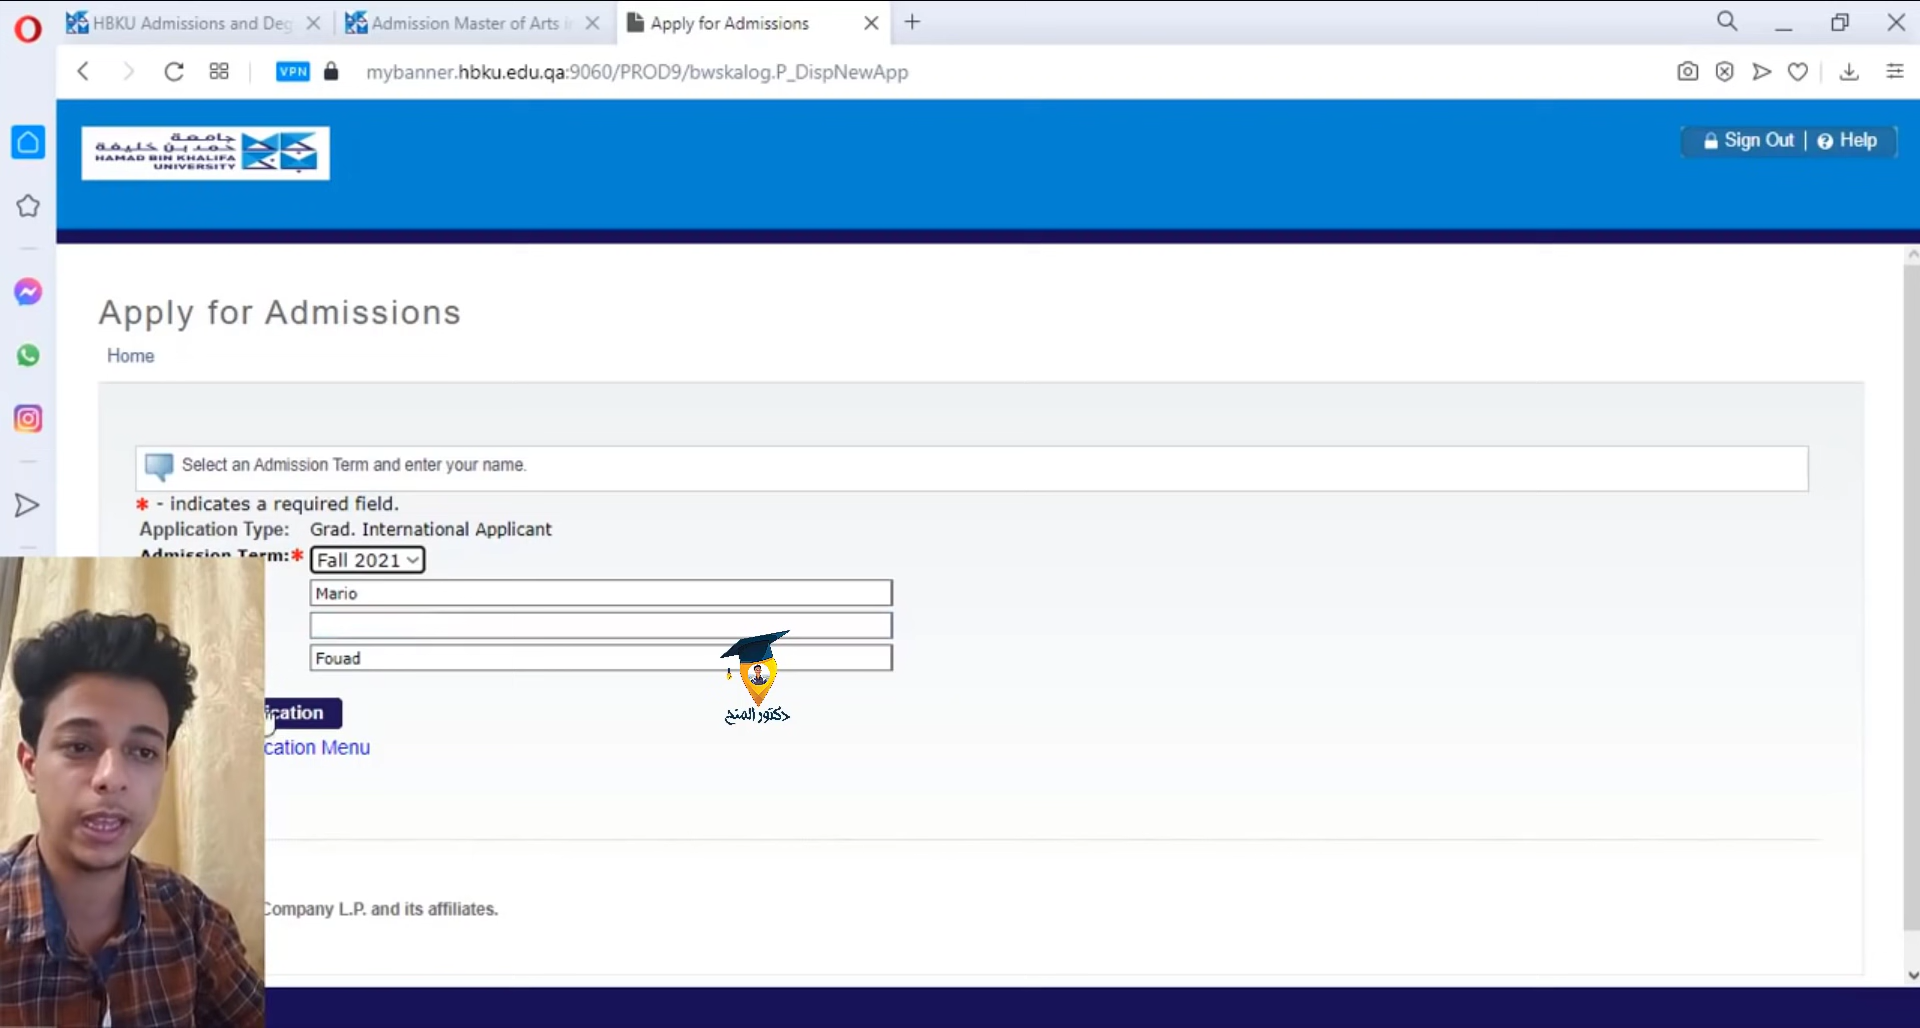 HBKU Admissions and Deg
Admission Master of Arts i
Apply for Admissions
VPN
mybanner.hbku.edu.qa:9060/PROD9/bwskalog.P_DispNewApp
جامعة
حمد بن خليفة
HAMAD BIN KHALIFA
UNIVERSITY
Sign Out | Help
Apply for Admissions
Home
Select an Admission Term and enter your name.
* - indicates a required field.
Application Type: Grad. International Applicant
Admission Term:* Fall 2021
Mario
Fouad
ication
دكتور المنح
cation Menu
Company L.P. and its affiliates.